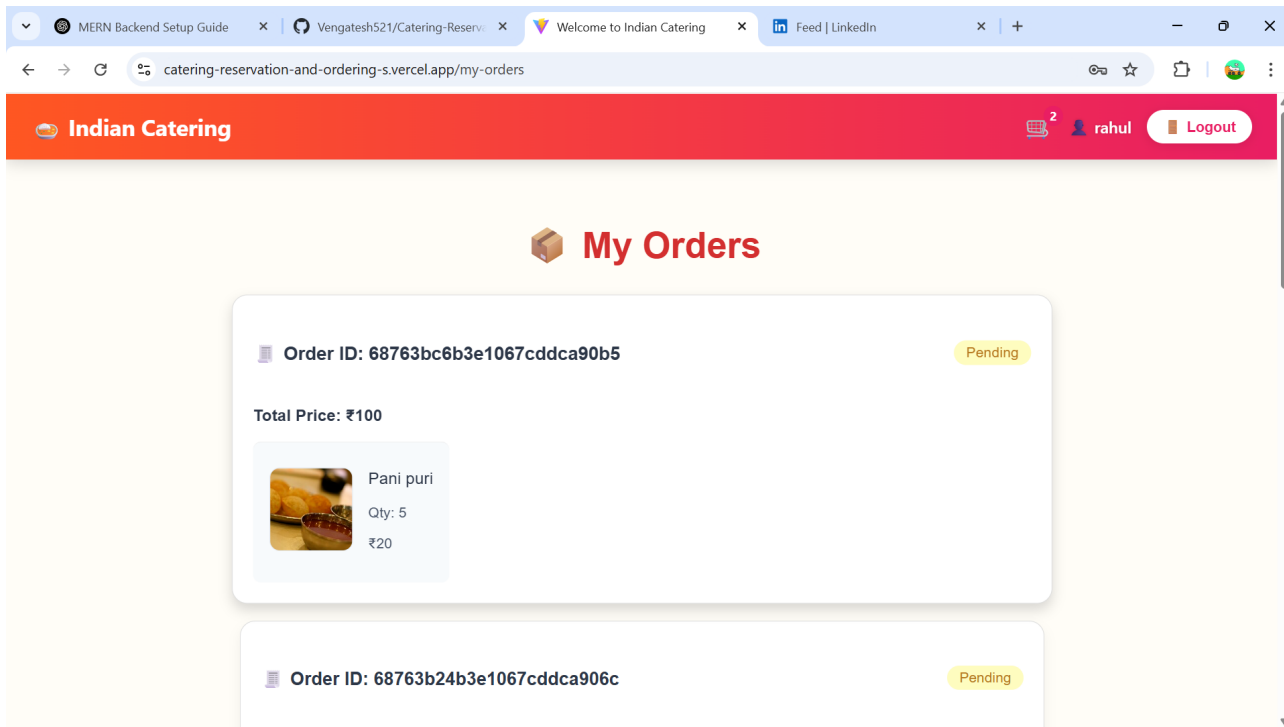 MERN Backend Setup Guide
Vengatesh521/Catering-Reserva
Welcome to Indian Catering
Feed | LinkedIn
catering-reservation-and-ordering-s.vercel.app/my-orders
Indian Catering
2
rahul
Logout
My Orders
Order ID: 68763bc6b3e1067cddca90b5
Pending
Total Price: ₹100
Pani puri
Qty: 5
₹20
Order ID: 68763b24b3e1067cddca906c
Pending